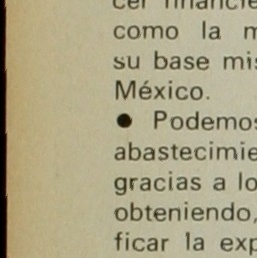 cer financie
como la m
su base mis
México.
● Podemos
abastecimie
gracias a lo
obteniendo,
ficar la exp